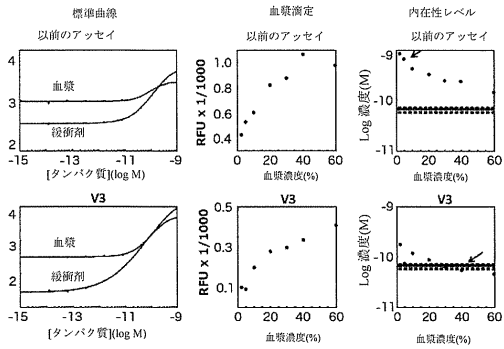 標準曲線
以前のアッセイ
4
3
2
血漿
緩衝剤
-15
-13
-11
-9
[タンパク質](log M)
血漿滴定
以前のアッセイ
RFU x 1/1000
1.0
0.8
0.6
0.4
0
20
40
60
血漿濃度(%)
内在性レベル
以前のアッセイ
Log 濃度(M)
-9
-10
-11
0
20
40
60
血漿濃度(%)
V3
4
3
2
血漿
緩衝剤
-15
-13
-11
-9
[タンパク質](log M)
V3
RFU x 1/1000
0.5
0.3
0.1
0
20
40
60
血漿濃度(%)
V3
Log 濃度(M)
-9
-10
-11
0
20
40
60
血漿濃度(%)